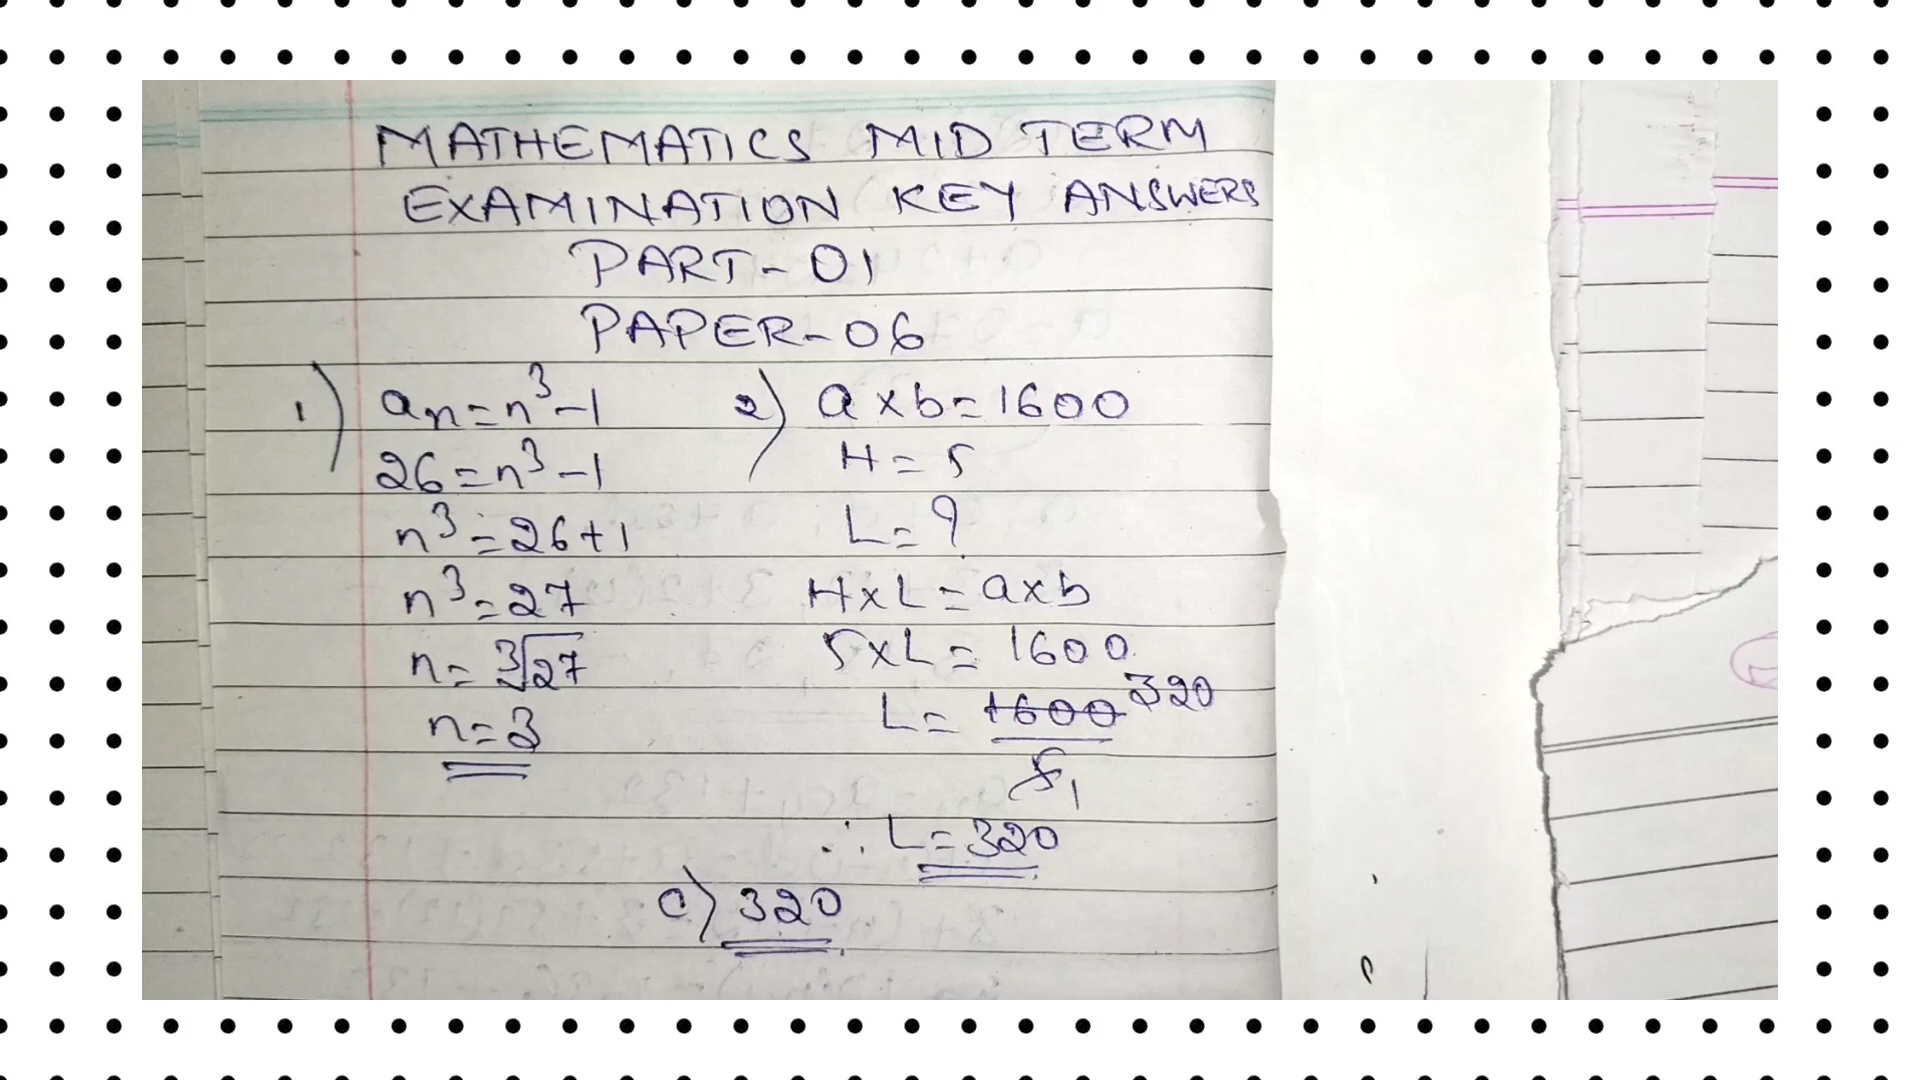 MATHEMATICS MID TERM
EXAMINATION KEY ANSWERS
PART-01
PAPER-06
1) aₙ=n³-1
26=n³-1
n³=26+1
n³=27
n=∛27
n=3
2) a×b=1600
H=5
L=?
H×L=a×b
5×L=1600
L=1600 320
5 1
∴ L=320
c) 320